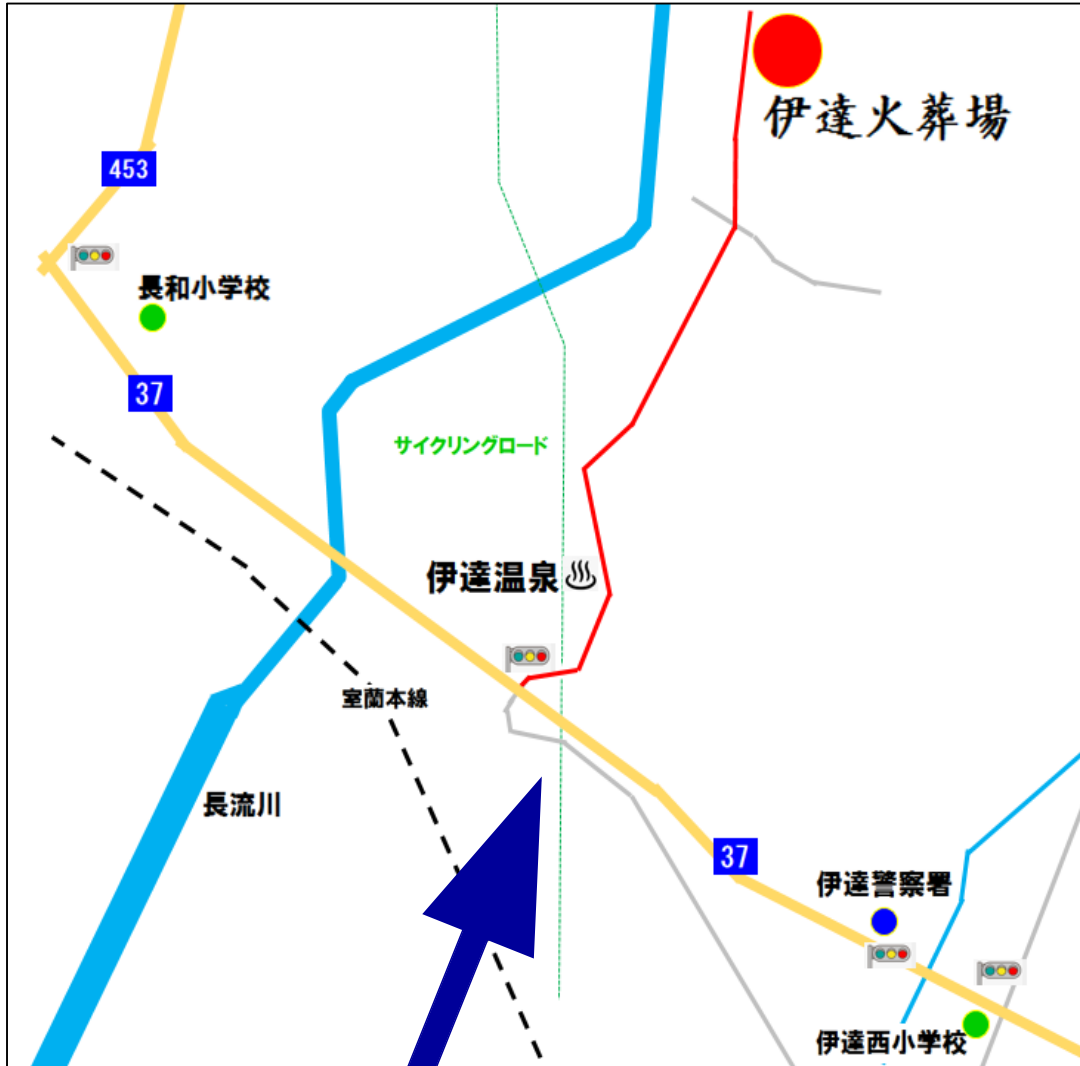 伊達火葬場
453
長和小学校
37
サイクリングロード
伊達温泉
室蘭本線
長流川
37
伊達警察署
伊達西小学校